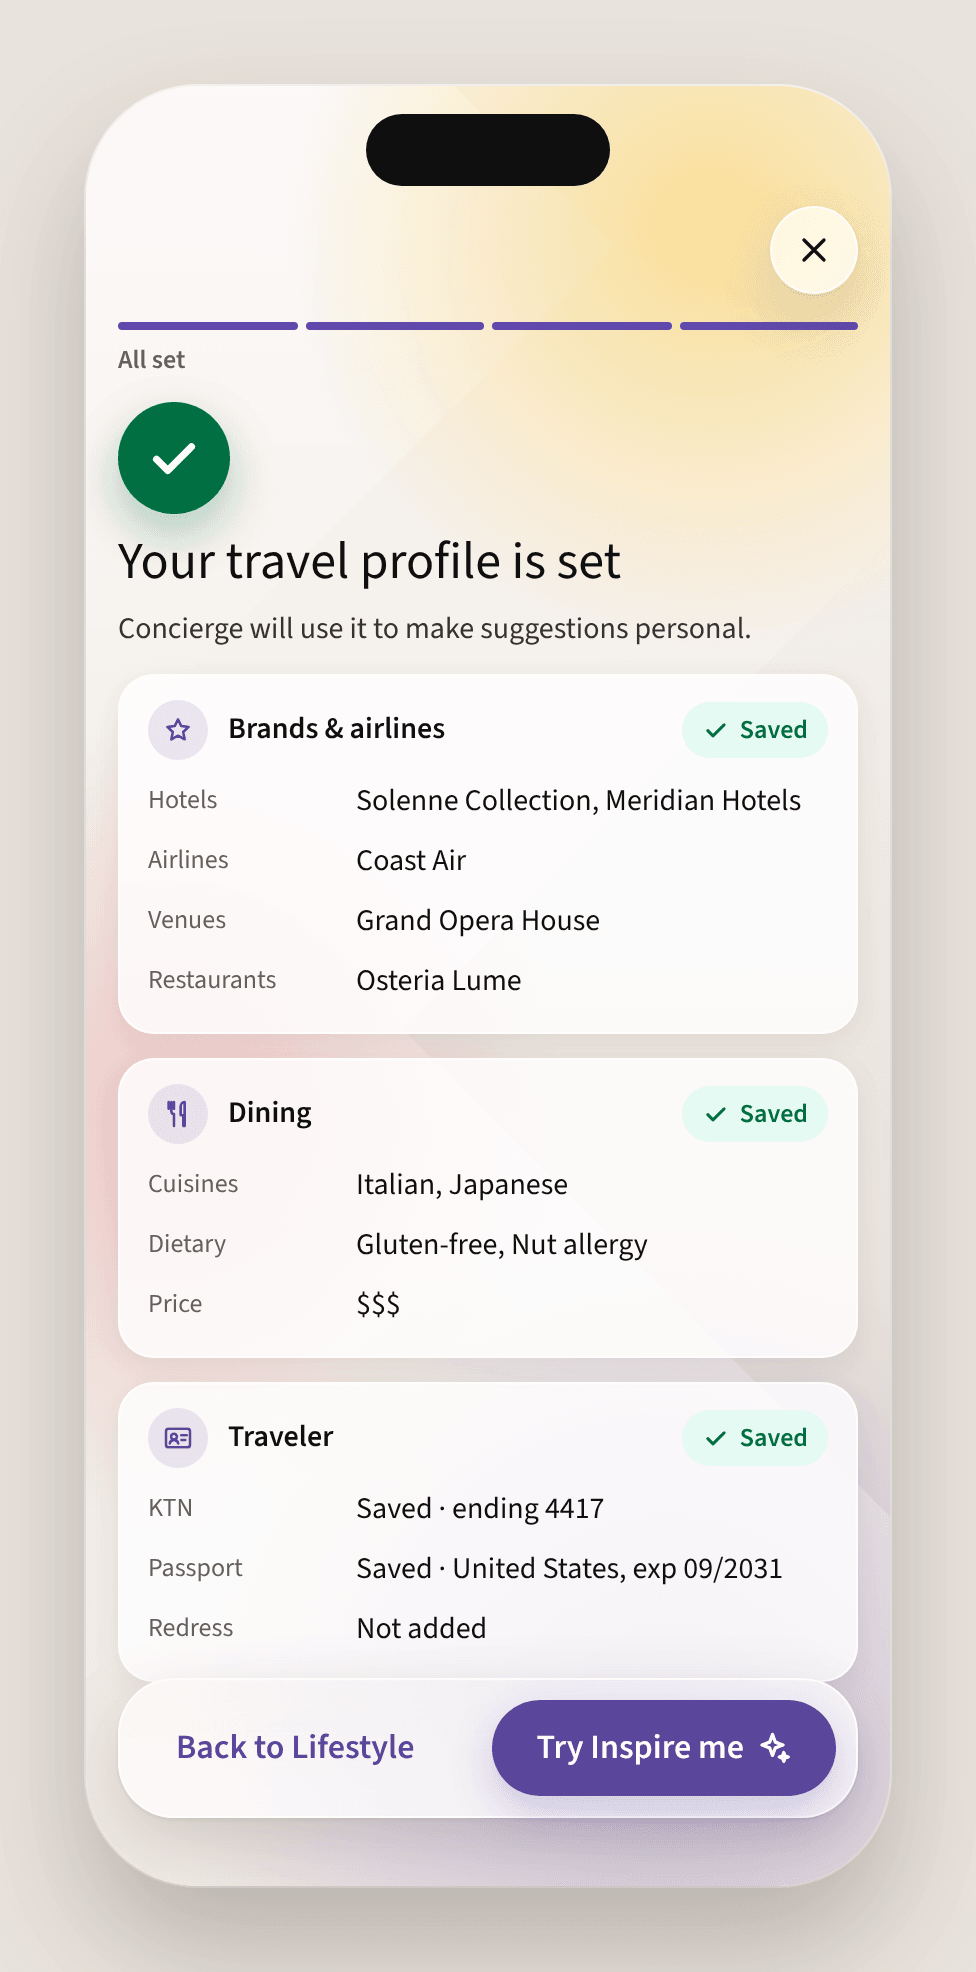 All set
Your travel profile is set
Concierge will use it to make suggestions personal.
Brands & airlines
Saved
Hotels
Solenne Collection, Meridian Hotels
Airlines
Coast Air
Venues
Grand Opera House
Restaurants
Osteria Lume
Dining
Saved
Cuisines
Italian, Japanese
Dietary
Gluten-free, Nut allergy
Price
$$$
Traveler
Saved
KTN
Saved · ending 4417
Passport
Saved · United States, exp 09/2031
Redress
Not added
Back to Lifestyle
Try Inspire me